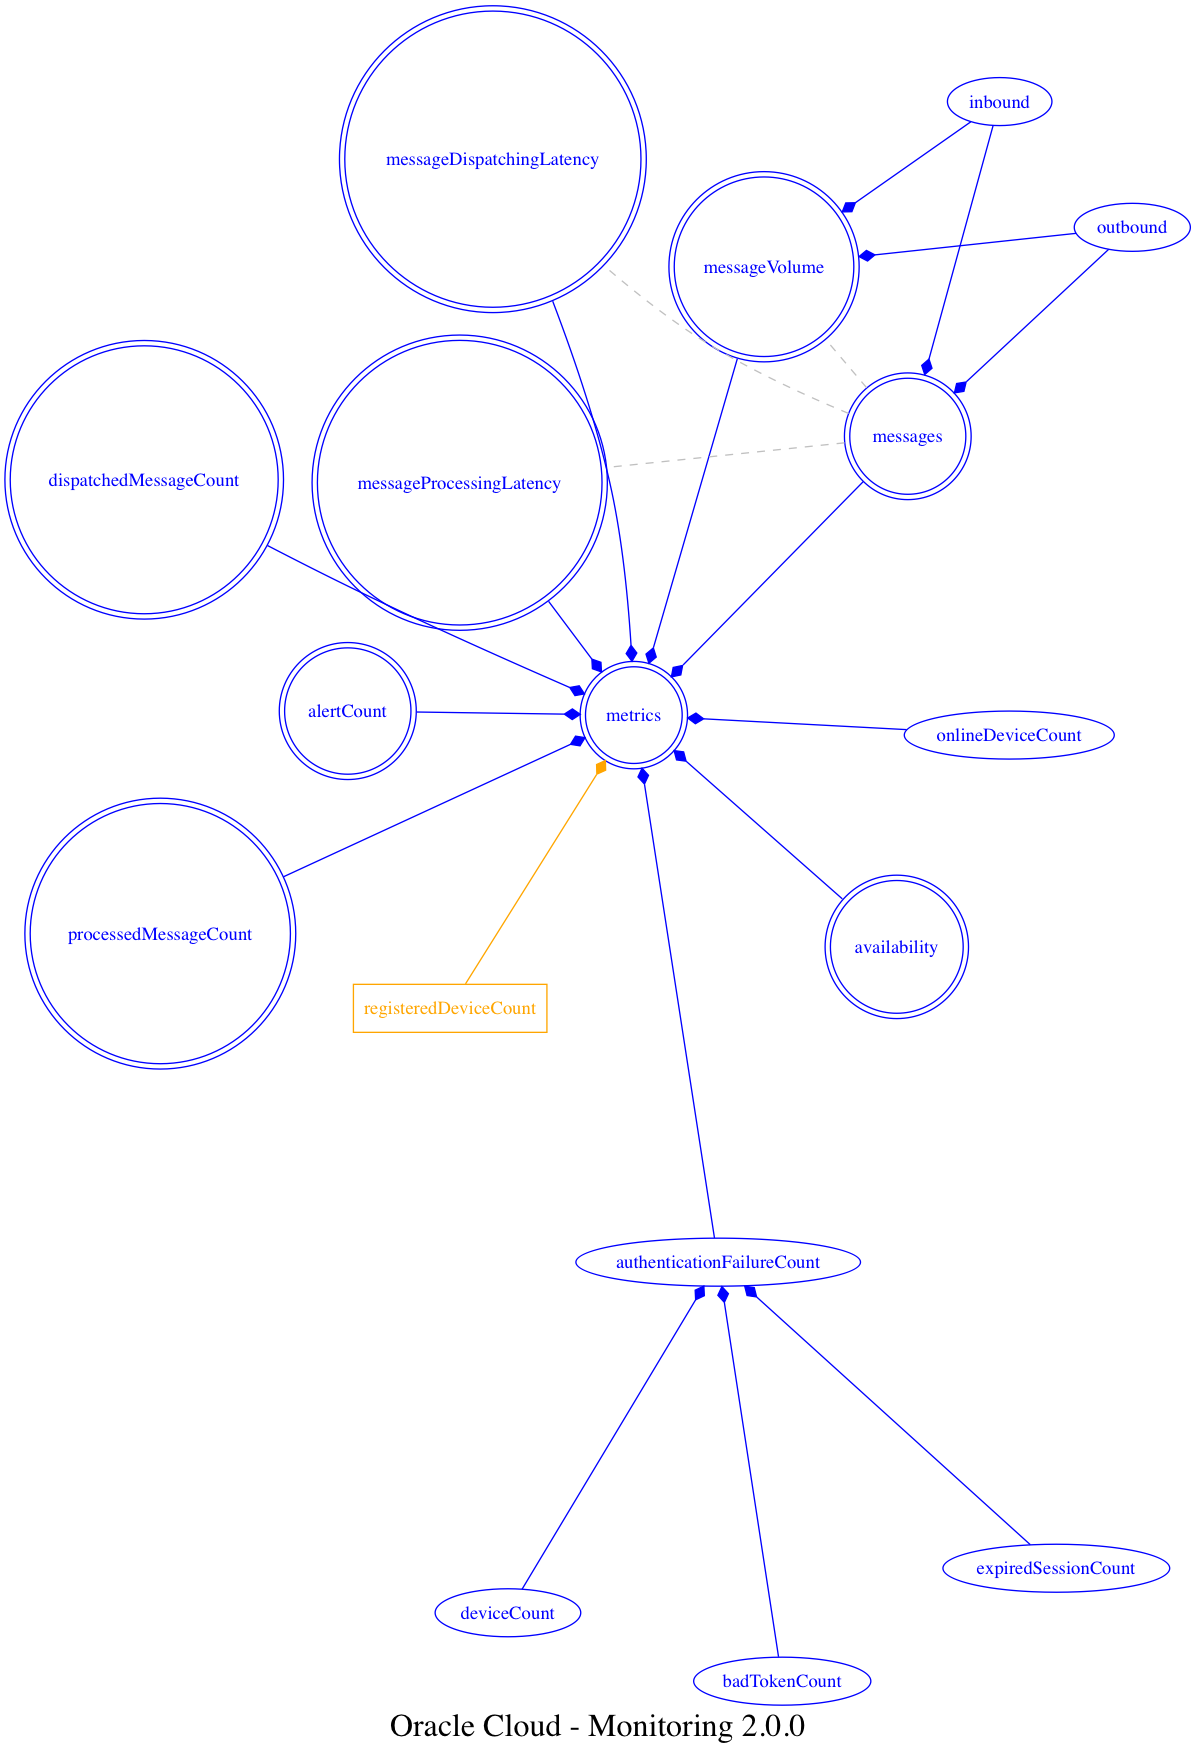 inbound
messageDispatchingLatency
outbound
messageVolume
messages
dispatchedMessageCount
messageProcessingLatency
alertCount
metrics
onlineDeviceCount
processedMessageCount
availability
registeredDeviceCount
authenticationFailureCount
expiredSessionCount
deviceCount
badTokenCount
Oracle Cloud - Monitoring 2.0.0